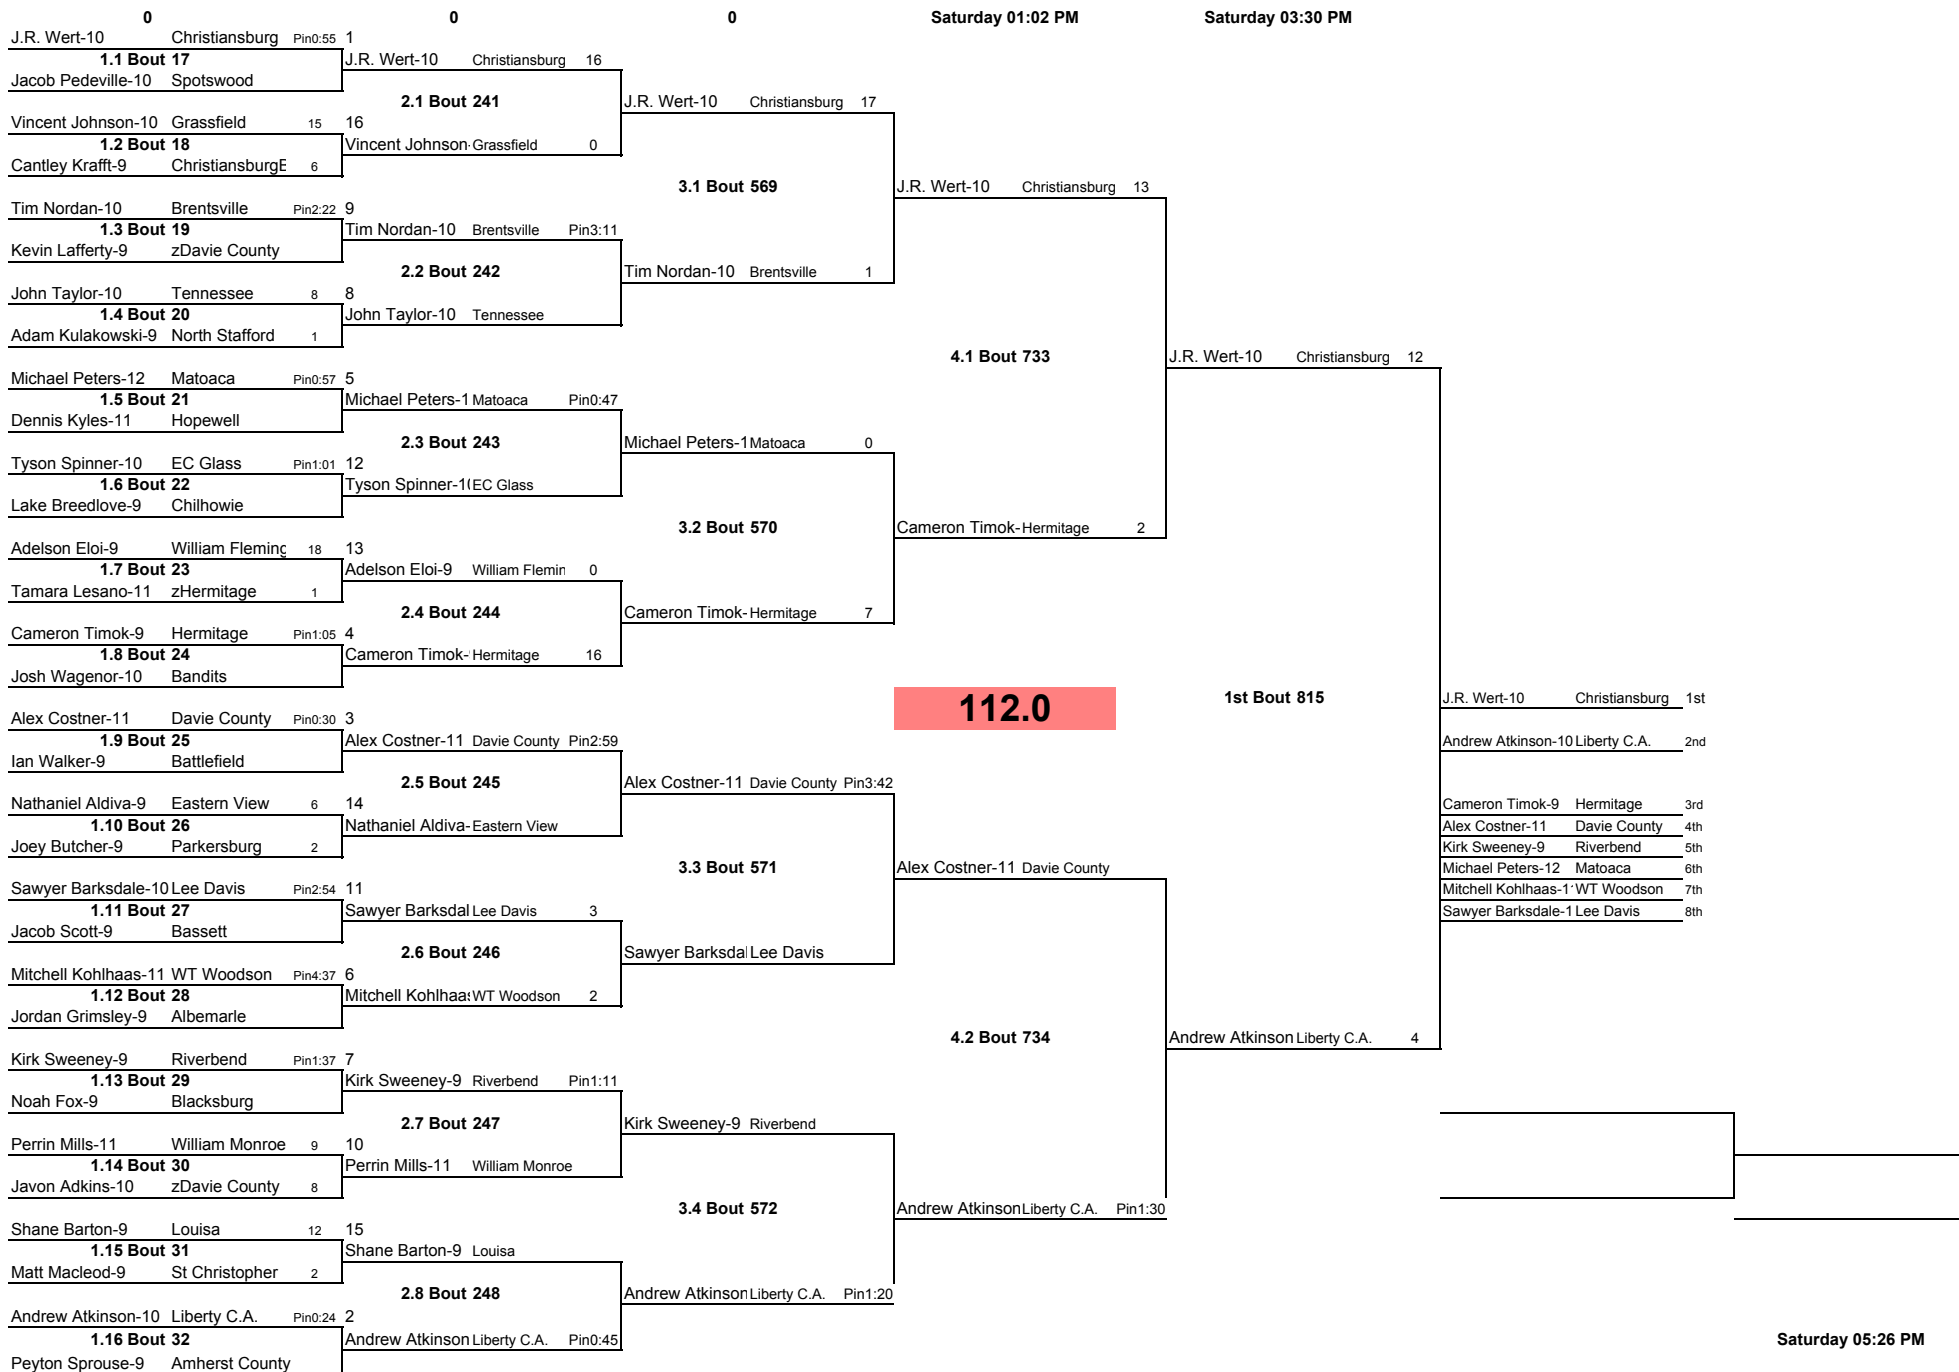 0 0 0 Saturday 01:02 PM Saturday 03:30 PM
J.R. Wert-10 Christiansburg Pin0:55 1
1.1 Bout 17
Jacob Pedeville-10 Spotswood
J.R. Wert-10 Christiansburg 16
2.1 Bout 241
Vincent Johnson-10 Grassfield 15 16
1.2 Bout 18
Cantley Krafft-9 ChristiansburgE 6
Vincent Johnson- Grassfield 0
J.R. Wert-10 Christiansburg 17
3.1 Bout 569
Tim Nordan-10 Brentsville Pin2:22 9
1.3 Bout 19
Kevin Lafferty-9 zDavie County
Tim Nordan-10 Brentsville Pin3:11
2.2 Bout 242
John Taylor-10 Tennessee 8 8
1.4 Bout 20
Adam Kulakowski-9 North Stafford 1
John Taylor-10 Tennessee
Tim Nordan-10 Brentsville 1
J.R. Wert-10 Christiansburg 13
4.1 Bout 733
Michael Peters-12 Matoaca Pin0:57 5
1.5 Bout 21
Dennis Kyles-11 Hopewell
Michael Peters-1 Matoaca Pin0:47
2.3 Bout 243
Tyson Spinner-10 EC Glass Pin1:01 12
1.6 Bout 22
Lake Breedlove-9 Chilhowie
Tyson Spinner-1( EC Glass
Michael Peters-1 Matoaca 0
3.2 Bout 570
Adelson Eloi-9 William Fleming 18 13
1.7 Bout 23
Tamara Lesano-11 zHermitage 1
Adelson Eloi-9 William Flemin 0
2.4 Bout 244
Cameron Timok-9 Hermitage Pin1:05 4
1.8 Bout 24
Josh Wagenor-10 Bandits
Cameron Timok- Hermitage 16
Cameron Timok- Hermitage 7
Cameron Timok- Hermitage 2
J.R. Wert-10 Christiansburg 12
112.0
1st Bout 815
Alex Costner-11 Davie County Pin0:30 3
1.9 Bout 25
Ian Walker-9 Battlefield
Alex Costner-11 Davie County Pin2:59
2.5 Bout 245
Nathaniel Aldiva-9 Eastern View 6 14
1.10 Bout 26
Joey Butcher-9 Parkersburg 2
Nathaniel Aldiva- Eastern View
Alex Costner-11 Davie County Pin3:42
3.3 Bout 571
Sawyer Barksdale-10 Lee Davis Pin2:54 11
1.11 Bout 27
Jacob Scott-9 Bassett
Sawyer Barksdal Lee Davis 3
2.6 Bout 246
Mitchell Kohlhaas-11 WT Woodson Pin4:37 6
1.12 Bout 28
Jordan Grimsley-9 Albemarle
Mitchell Kohlhaa WT Woodson 2
Sawyer Barksda Lee Davis
Alex Costner-11 Davie County
4.2 Bout 734
Kirk Sweeney-9 Riverbend Pin1:37 7
1.13 Bout 29
Noah Fox-9 Blacksburg
Kirk Sweeney-9 Riverbend Pin1:11
2.7 Bout 247
Perrin Mills-11 William Monroe 9 10
1.14 Bout 30
Javon Adkins-10 zDavie County 8
Perrin Mills-11 William Monroe
Kirk Sweeney-9 Riverbend
3.4 Bout 572
Shane Barton-9 Louisa 12 15
1.15 Bout 31
Matt Macleod-9 St Christopher 2
Shane Barton-9 Louisa
2.8 Bout 248
Andrew Atkinson-10 Liberty C.A. Pin0:24 2
1.16 Bout 32
Peyton Sprouse-9 Amherst County
Andrew Atkinson Liberty C.A. Pin0:45
Andrew Atkinson Liberty C.A. Pin1:20
Andrew Atkinson Liberty C.A. Pin1:30
Andrew Atkinson Liberty C.A. 4
J.R. Wert-10 Christiansburg 1st
Andrew Atkinson-10 Liberty C.A. 2nd
Cameron Timok-9 Hermitage 3rd
Alex Costner-11 Davie County 4th
Kirk Sweeney-9 Riverbend 5th
Michael Peters-12 Matoaca 6th
Mitchell Kohlhaas-1 WT Woodson 7th
Sawyer Barksdale-1 Lee Davis 8th
Saturday 05:26 PM